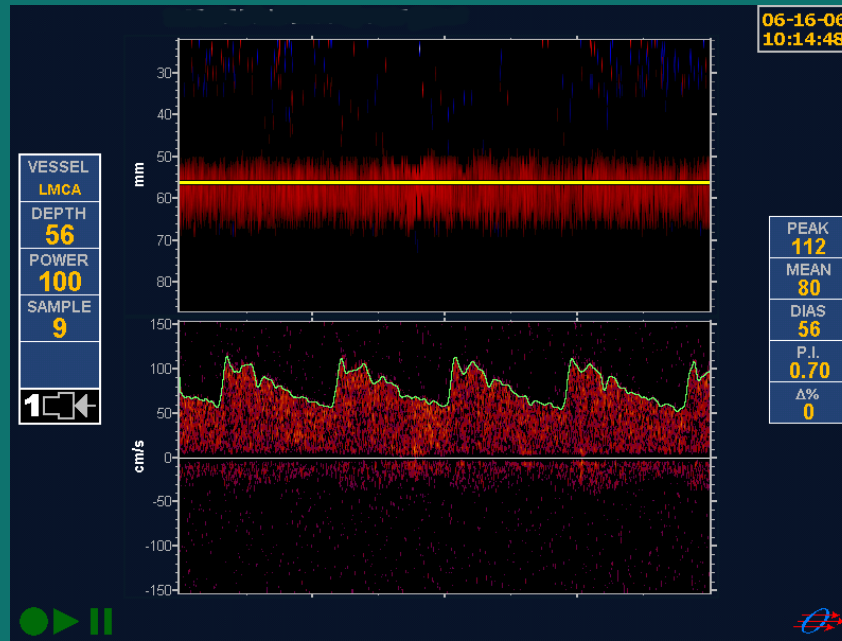 06-16-06
10:14:48
30
40
50
60
70
80
mm
VESSEL
LMCA
DEPTH
56
POWER
100
SAMPLE
9
1
PEAK
112
MEAN
80
DIAS
56
P.I.
0.70
Δ%
0
150
100
50
0
-50
-100
-150
cm/s